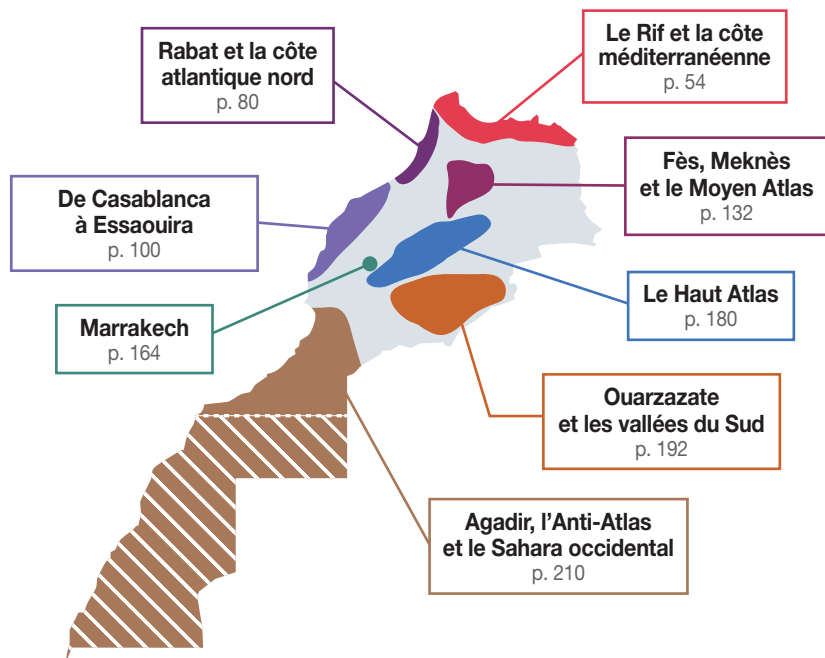 Rabat et la côte
atlantique nord
p. 80
Le Rif et la côte
méditerranéenne
p. 54
De Casablanca
à Essaouira
p. 100
Fès, Meknès
et le Moyen Atlas
p. 132
Marrakech
p. 164
Le Haut Atlas
p. 180
Ouarzazate
et les vallées du Sud
p. 192
Agadir, l’Anti-Atlas
et le Sahara occidental
p. 210